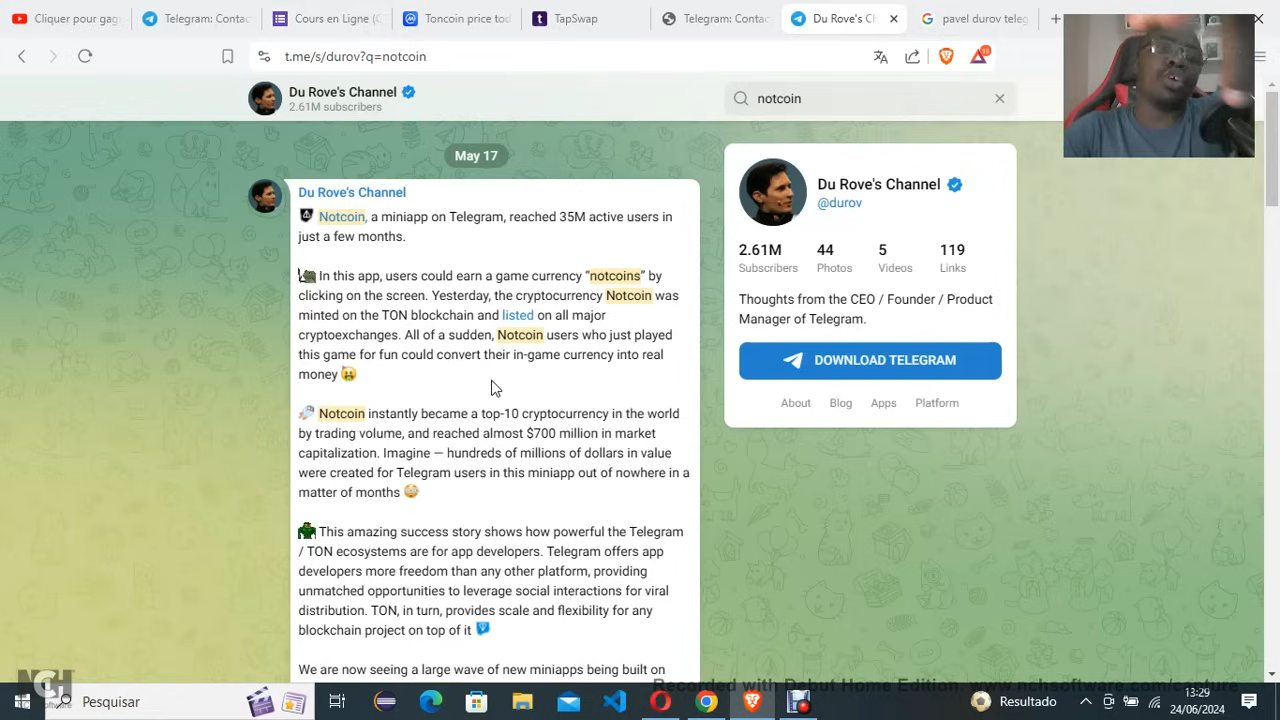 Cliquer pour gag
Telegram: Contac
Cours en Ligne (C
Toncoin price tod
TapSwap
Telegram: Contac
Du Rove's Ch
pavel durov teleg
t.me/s/durov?q=notcoin
Du Rove's Channel
2.61M subscribers
notcoin
May 17
Du Rove's Channel
Notcoin, a miniapp on Telegram, reached 35M active users in
just a few months.
In this app, users could earn a game currency “notcoins” by
clicking on the screen. Yesterday, the cryptocurrency Notcoin was
minted on the TON blockchain and listed on all major
cryptoexchanges. All of a sudden, Notcoin users who just played
this game for fun could convert their in-game currency into real
money
Notcoin instantly became a top-10 cryptocurrency in the world
by trading volume, and reached almost $700 million in market
capitalization. Imagine — hundreds of millions of dollars in value
were created for Telegram users in this miniapp out of nowhere in a
matter of months
This amazing success story shows how powerful the Telegram
/ TON ecosystems are for app developers. Telegram offers app
developers more freedom than any other platform, providing
unmatched opportunities to leverage social interactions for viral
distribution. TON, in turn, provides scale and flexibility for any
blockchain project on top of it
We are now seeing a large wave of new miniapps being built on
Du Rove's Channel
@durov
2.61M 44 5 119
Subscribers Photos Videos Links
Thoughts from the CEO / Founder / Product
Manager of Telegram.
DOWNLOAD TELEGRAM
About Blog Apps Platform
NCH
Software
Recorded with Debut Home Edition www.nchsoftware.com/capture
Pesquisar
Resultado
13:29
24/06/2024